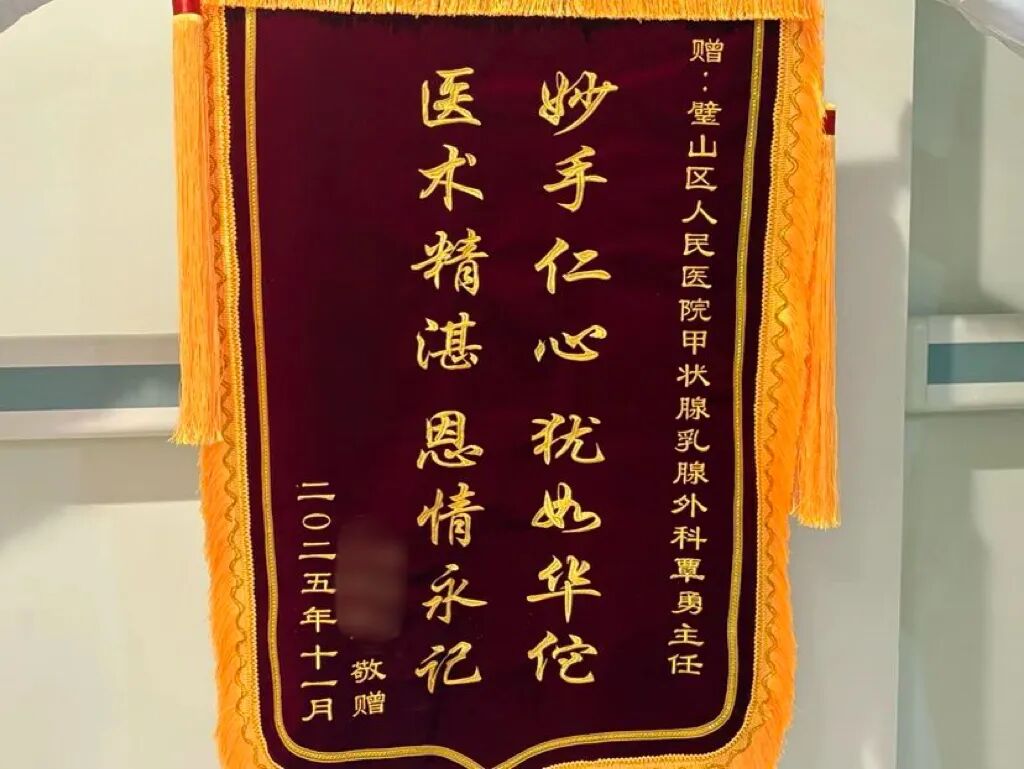 赠：璧山区人民医院甲状腺乳腺外科覃勇主任
妙手仁心 犹如华佗
医术精湛 恩情永记
敬赠
二〇二五年十一月